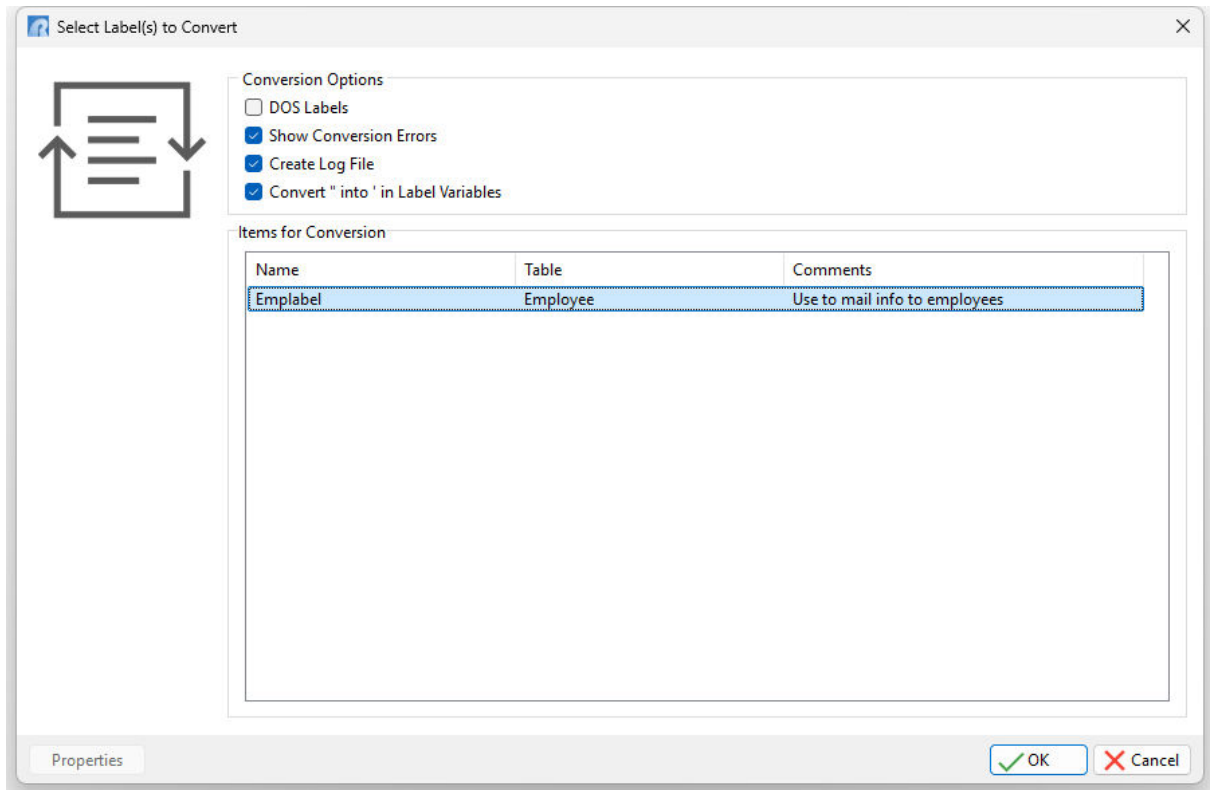 Select Label(s) to Convert
Conversion Options
DOS Labels
Show Conversion Errors
Create Log File
Convert " into ' in Label Variables
Items for Conversion
Name Table Comments
Emplabel Employee Use to mail info to employees
Properties OK Cancel